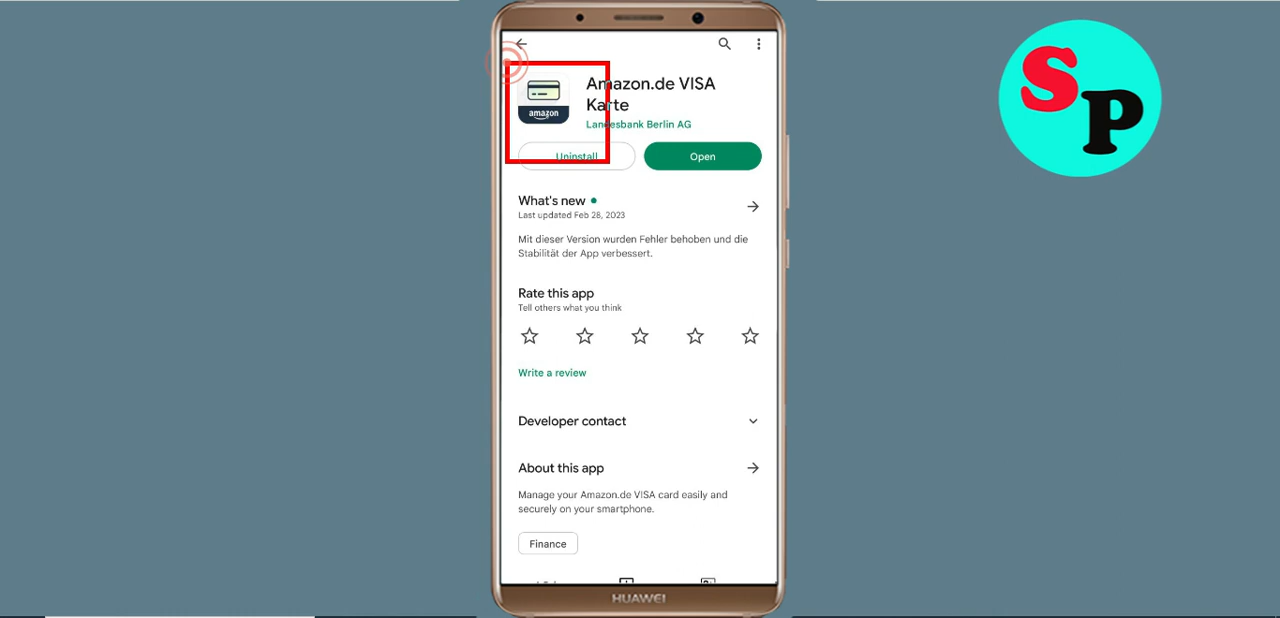 SP
amazon
Amazon.de VISA
Karte
Landesbank Berlin AG
Uninstall
Open
What's new
Last updated Feb 28, 2023
Mit dieser Version wurden Fehler behoben und die
Stabilität der App verbessert.
Rate this app
Tell others what you think
Write a review
Developer contact
About this app
Manage your Amazon.de VISA card easily and
securely on your smartphone.
Finance
HUAWEI